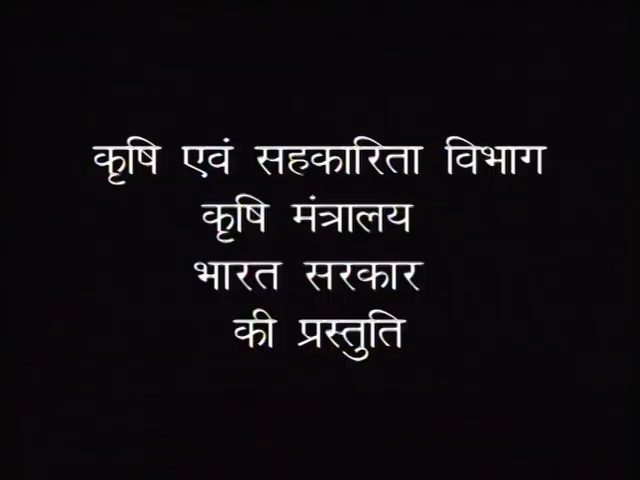 कृषि एवं सहकारिता विभाग
कृषि मंत्रालय
भारत सरकार
की प्रस्तुति